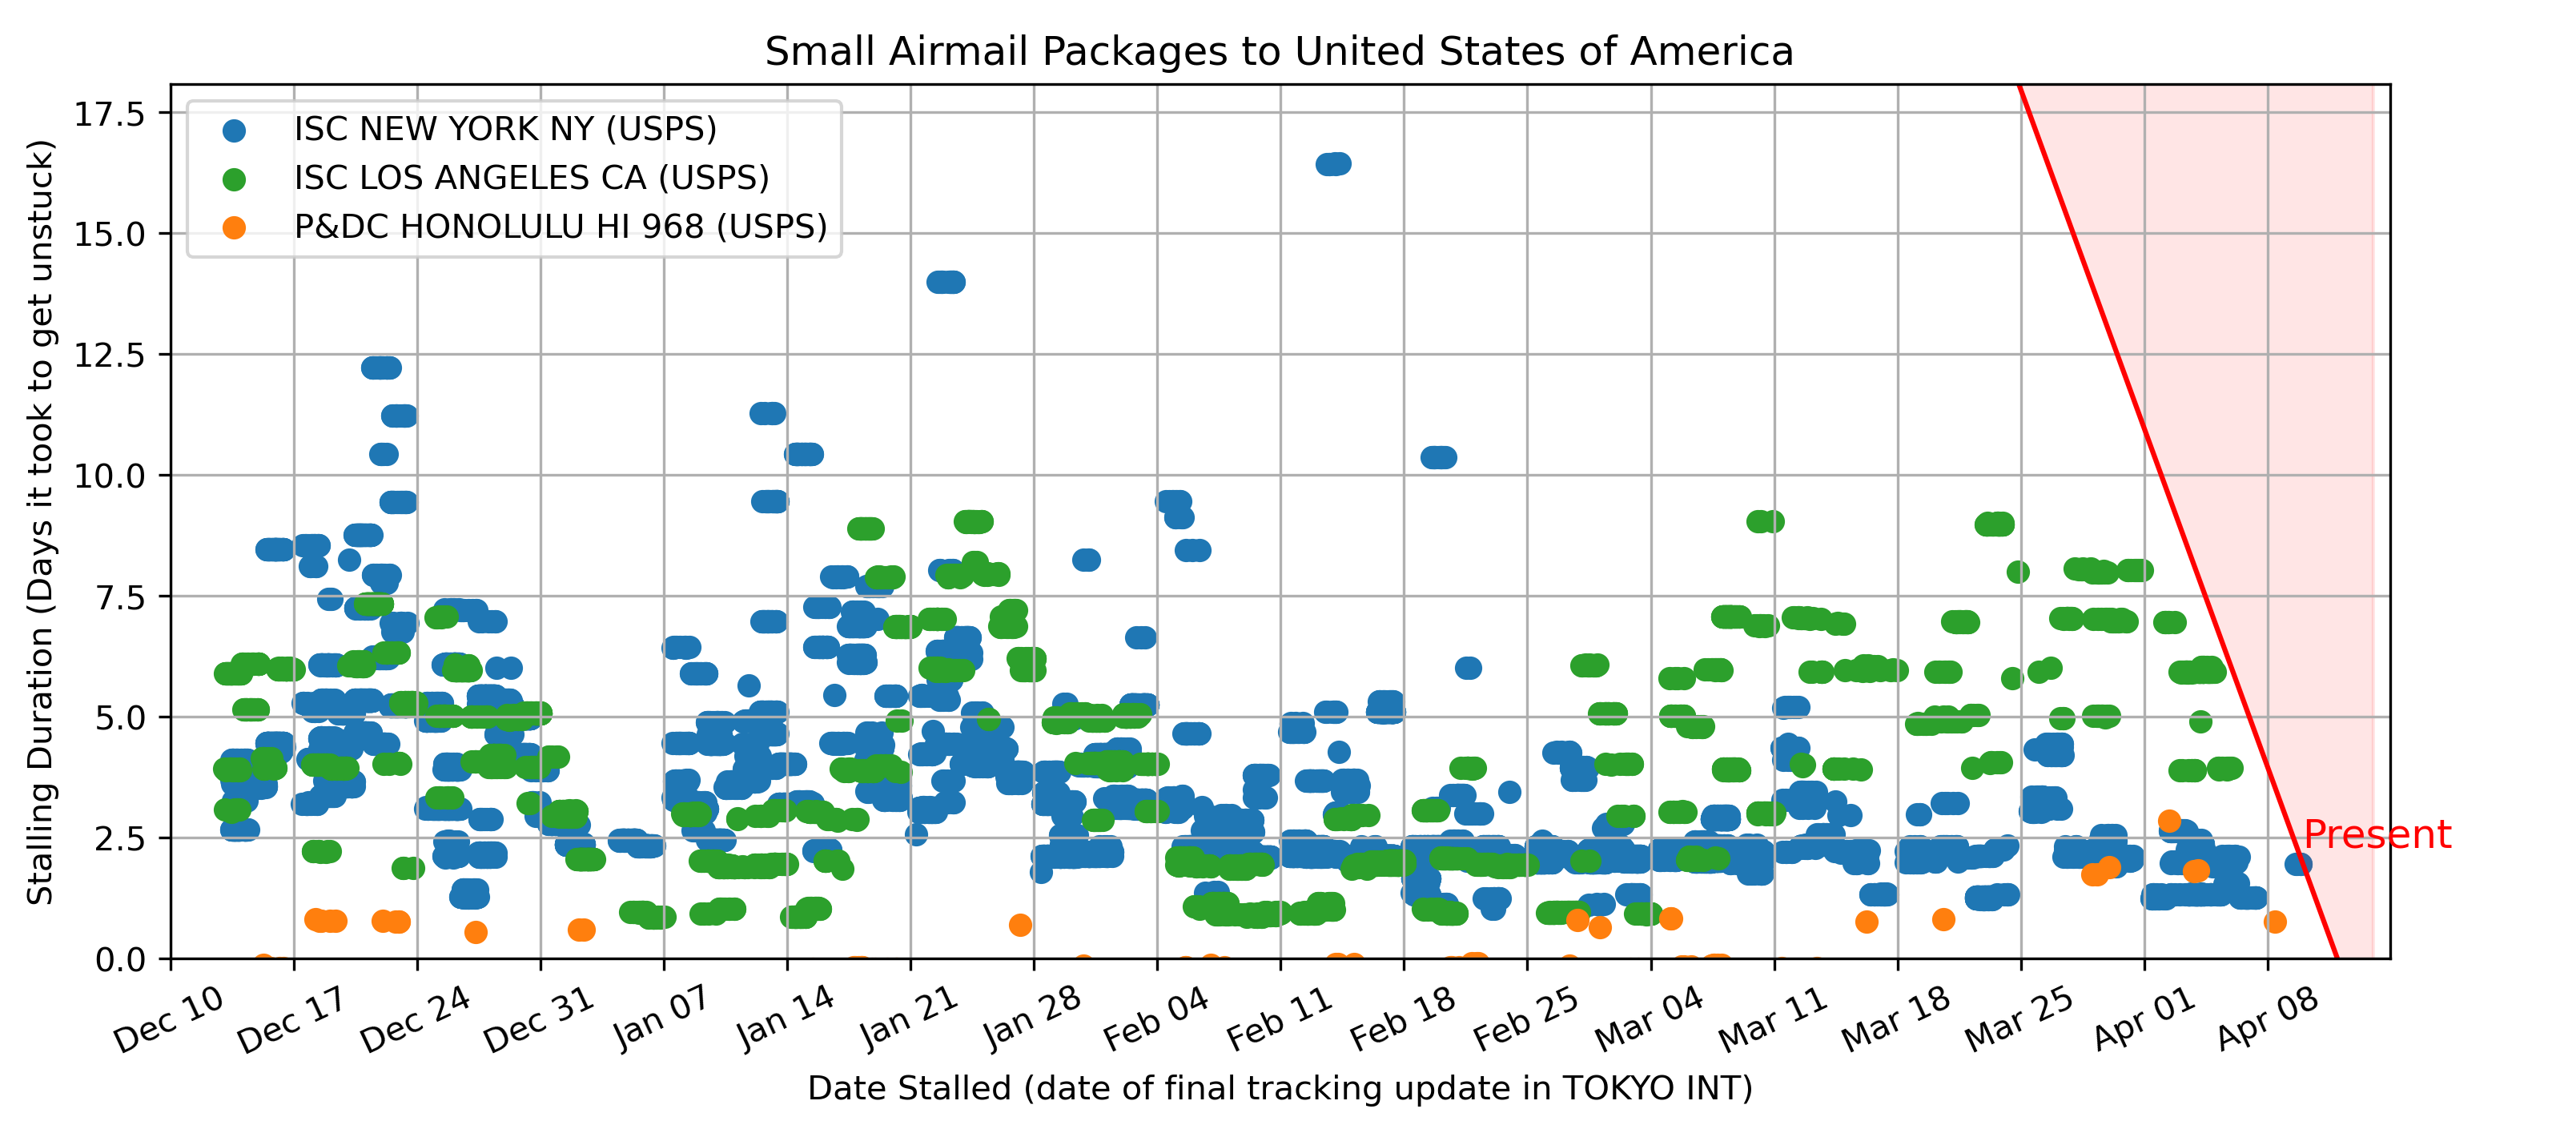 Small Airmail Packages to United States of America
ISC NEW YORK NY (USPS)
ISC LOS ANGELES CA (USPS)
P&DC HONOLULU HI 968 (USPS)
Stalling Duration (Days it took to get unstuck)
17.5
15.0
12.5
10.0
7.5
5.0
2.5
0.0
Present
Dec 10 Dec 17 Dec 24 Dec 31 Jan 07 Jan 14 Jan 21 Jan 28 Feb 04 Feb 11 Feb 18 Feb 25 Mar 04 Mar 11 Mar 18 Mar 25 Apr 01 Apr 08
Date Stalled (date of final tracking update in TOKYO INT)